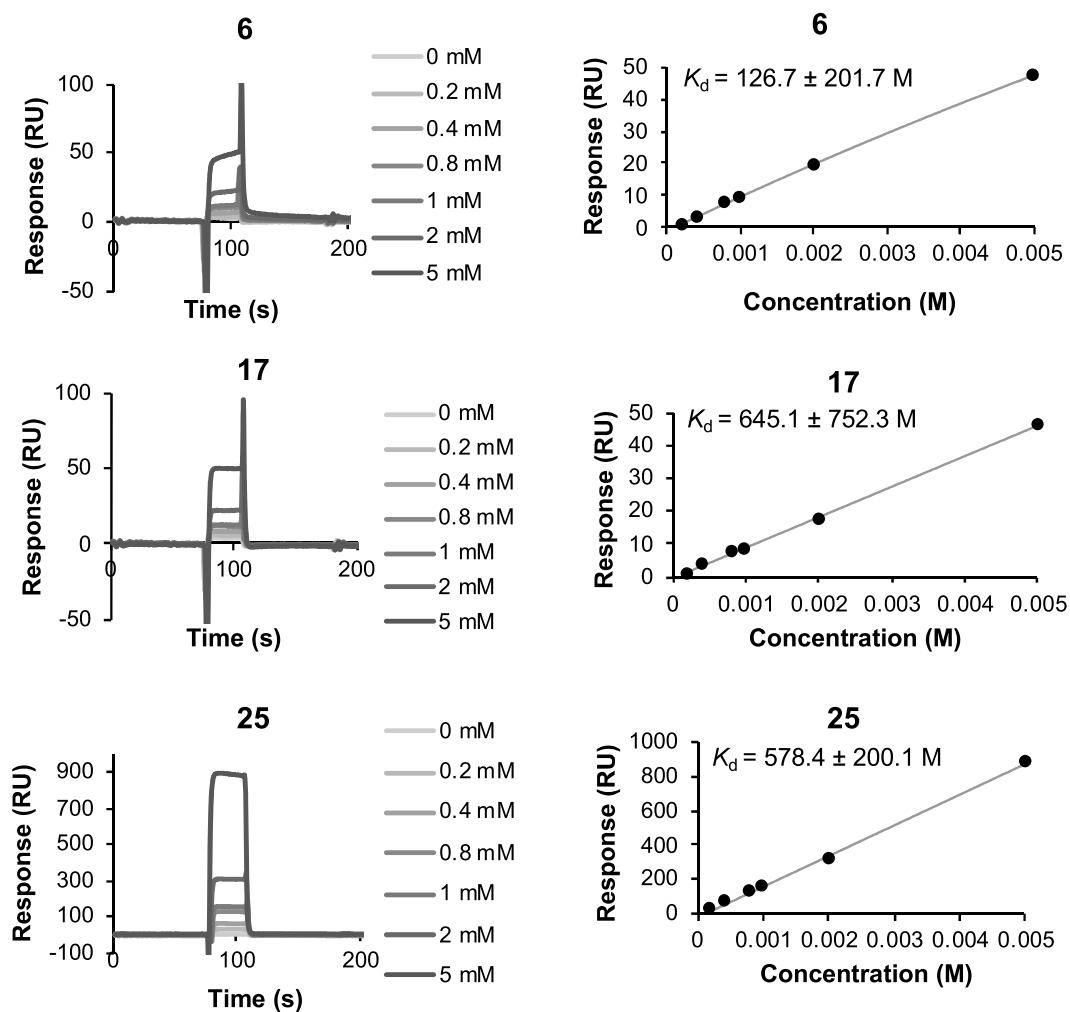 6
Response (RU)
100
50
0
-50
0
100
200
Time (s)
0 mM
0.2 mM
0.4 mM
0.8 mM
1 mM
2 mM
5 mM
6
Kd = 126.7 ± 201.7 M
Response (RU)
50
40
30
20
10
0
0
0.001
0.002
0.003
0.004
0.005
Concentration (M)
17
Response (RU)
100
50
0
-50
0
100
200
Time (s)
0 mM
0.2 mM
0.4 mM
0.8 mM
1 mM
2 mM
5 mM
17
Kd = 645.1 ± 752.3 M
Response (RU)
50
40
30
20
10
0
0
0.001
0.002
0.003
0.004
0.005
Concentration (M)
25
Response (RU)
900
700
500
300
100
-100
0
100
200
Time (s)
0 mM
0.2 mM
0.4 mM
0.8 mM
1 mM
2 mM
5 mM
25
Kd = 578.4 ± 200.1 M
Response (RU)
1000
800
600
400
200
0
0
0.001
0.002
0.003
0.004
0.005
Concentration (M)